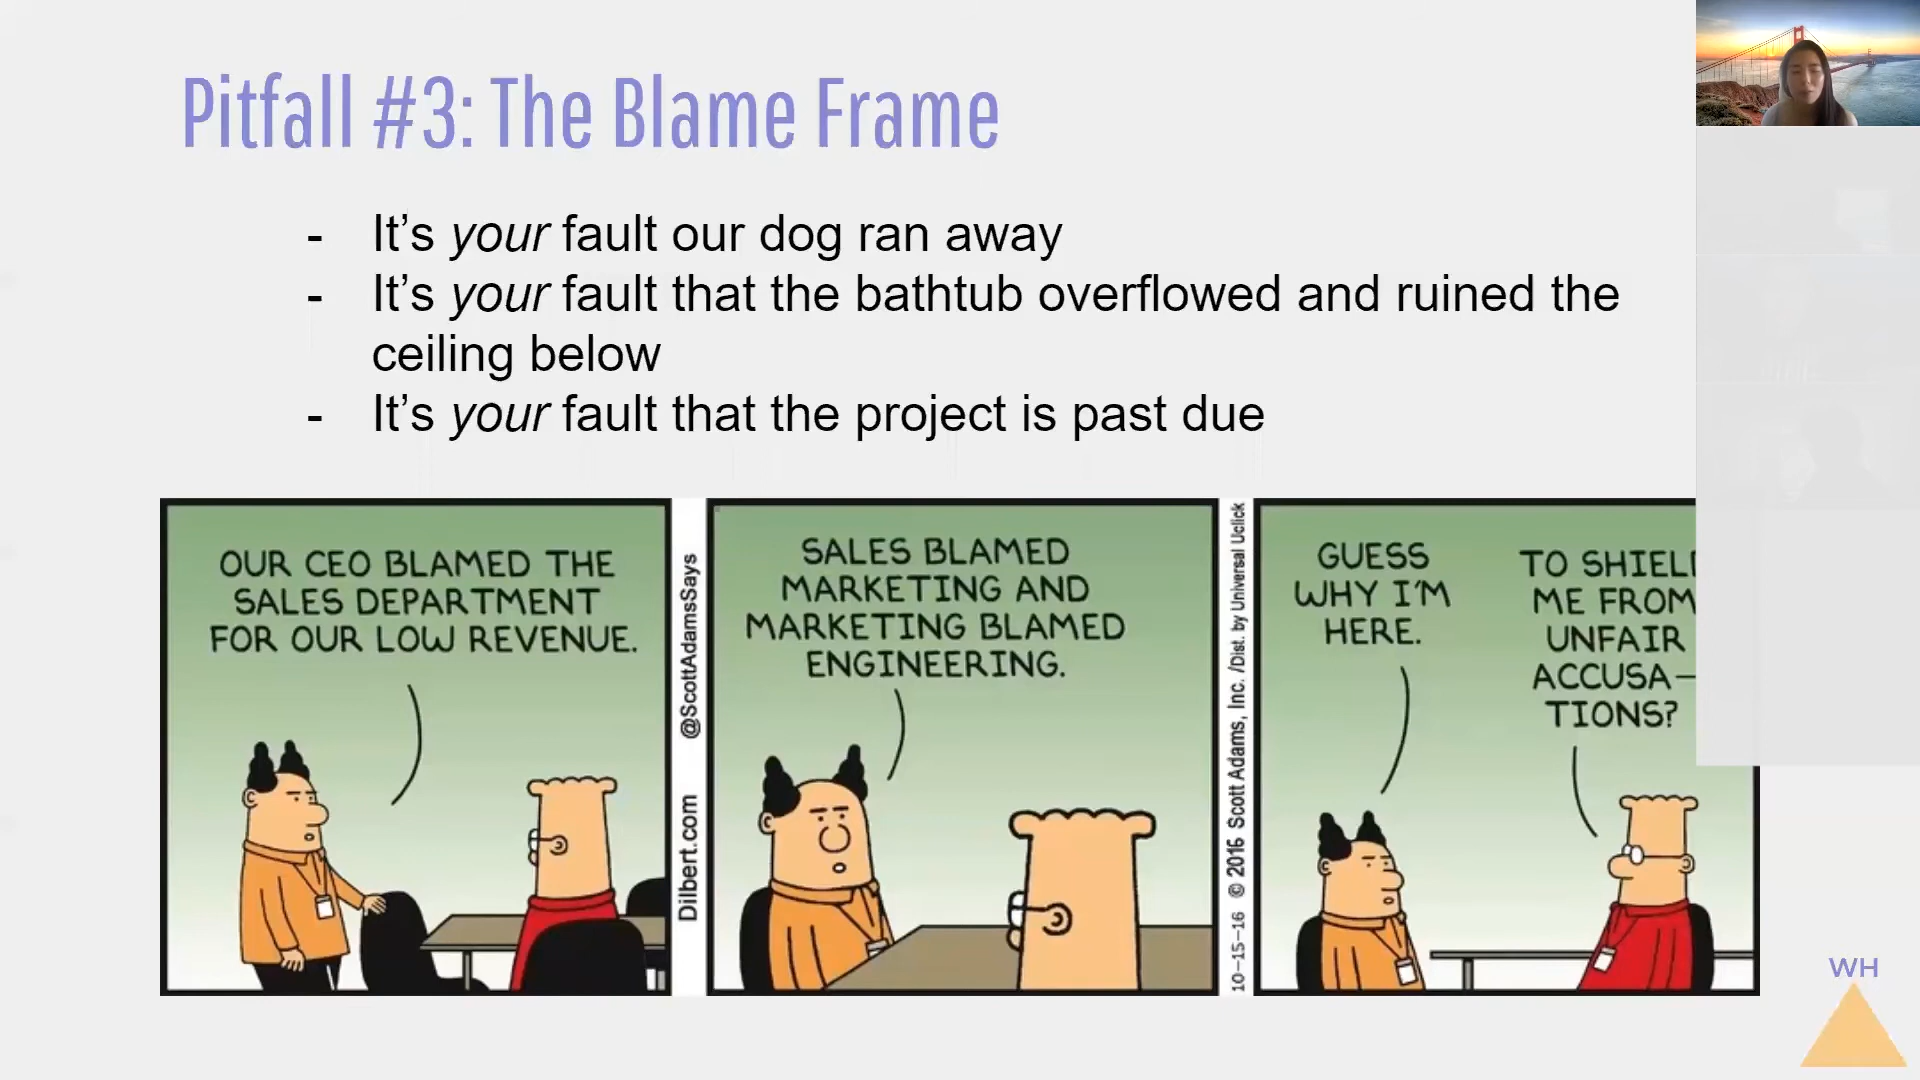 Pitfall #3: The Blame Frame
- It’s your fault our dog ran away
- It’s your fault that the bathtub overflowed and ruined the
ceiling below
- It’s your fault that the project is past due
OUR CEO BLAMED THE
SALES DEPARTMENT
FOR OUR LOW REVENUE.
Dilbert.com @ScottAdamsSays
SALES BLAMED
MARKETING AND
MARKETING BLAMED
ENGINEERING.
10-15-16 © 2016 Scott Adams, Inc. /Dist. by Universal Uclick
GUESS
WHY I'M
HERE.
TO SHIELD
ME FROM
UNFAIR
ACCUSA-
TIONS?
WH